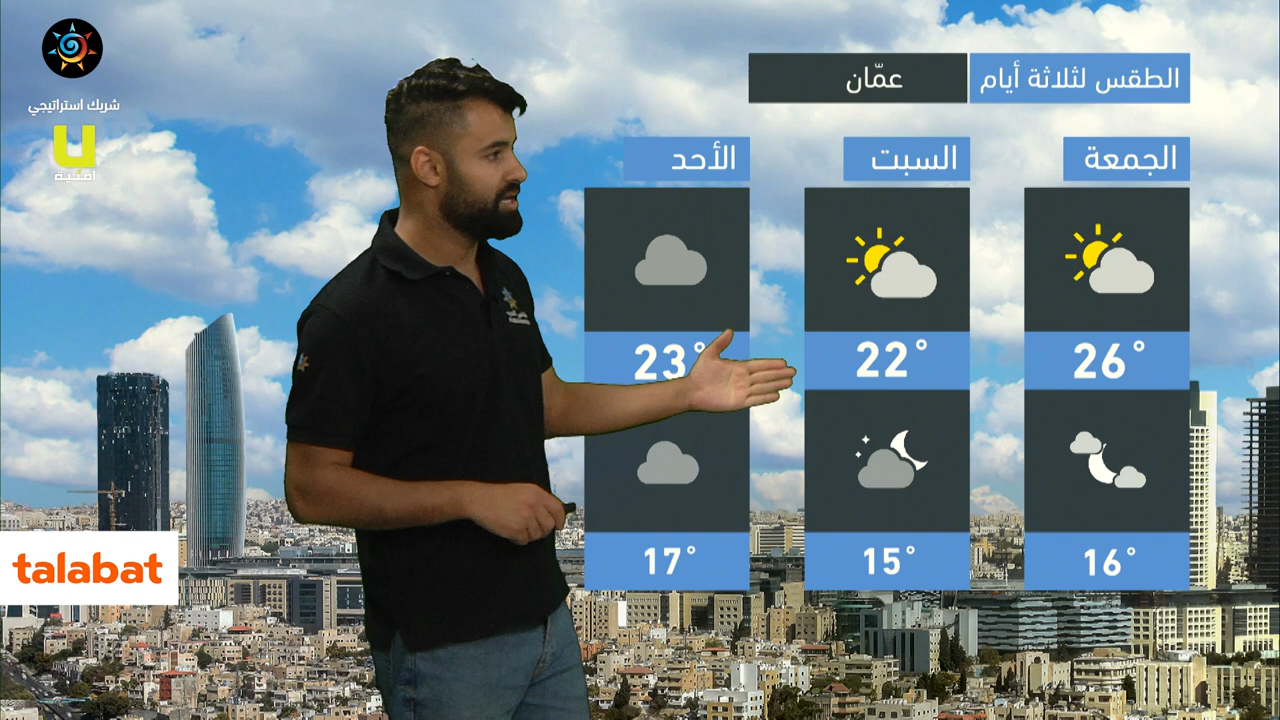 شريك استراتيجي
u
أمنية
الطقس لثلاثة أيام
عمّان
الجمعة
السبت
الأحد
26°
22°
23°
16°
15°
17°
talabat